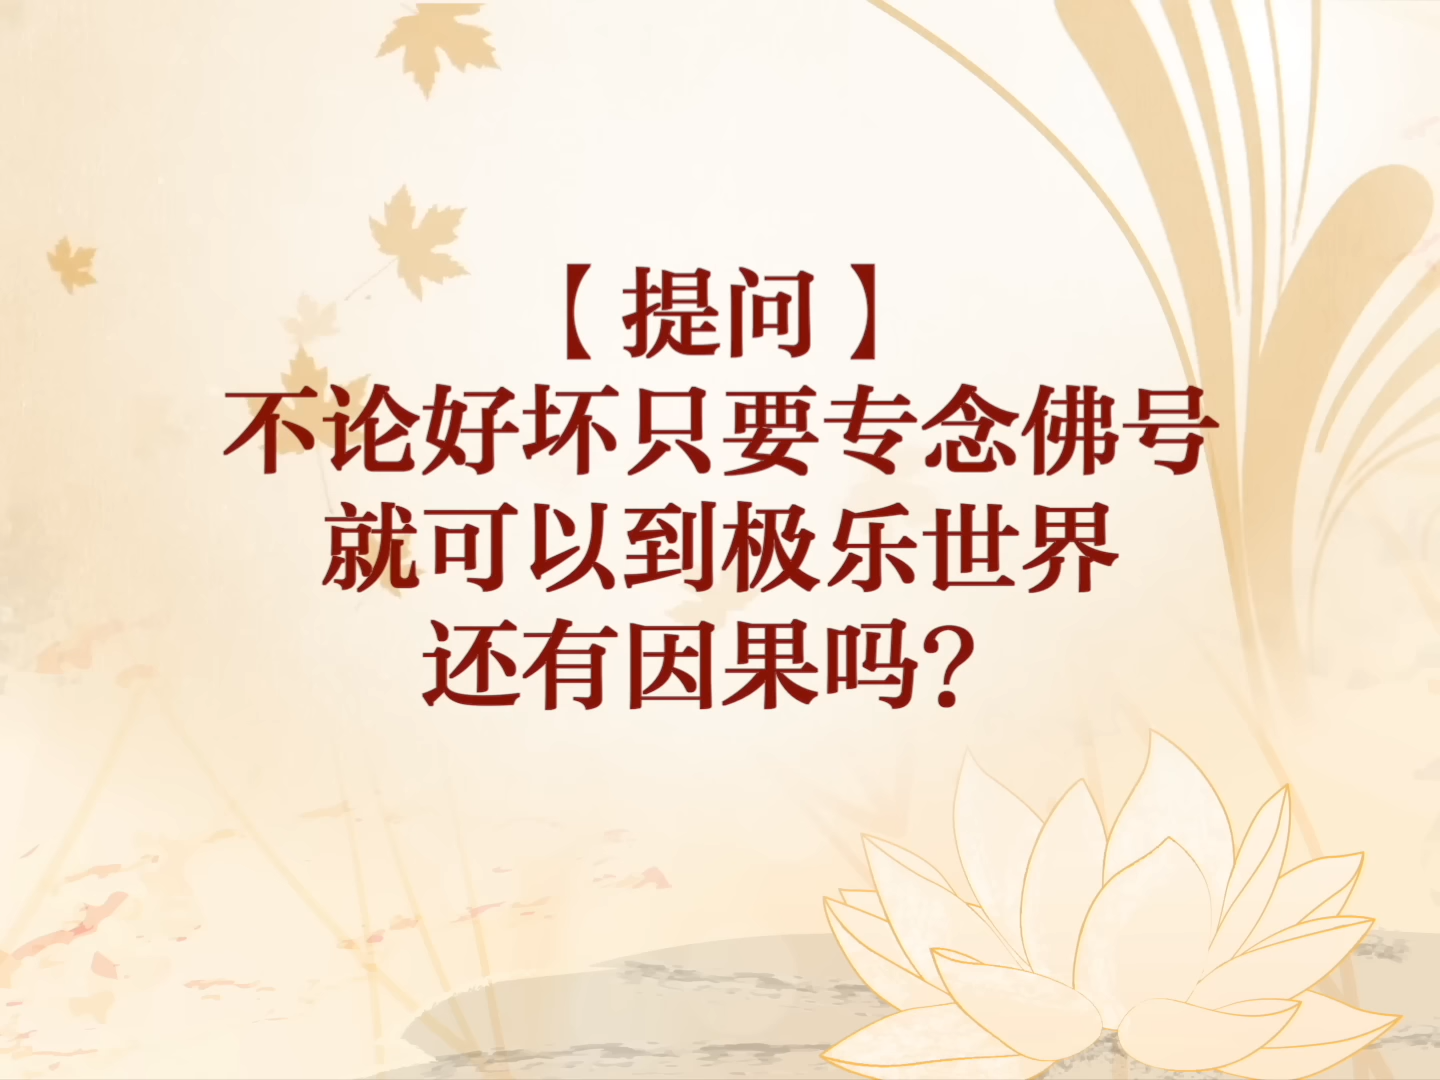 【提问】
不论好坏只要专念佛号
就可以到极乐世界
还有因果吗？